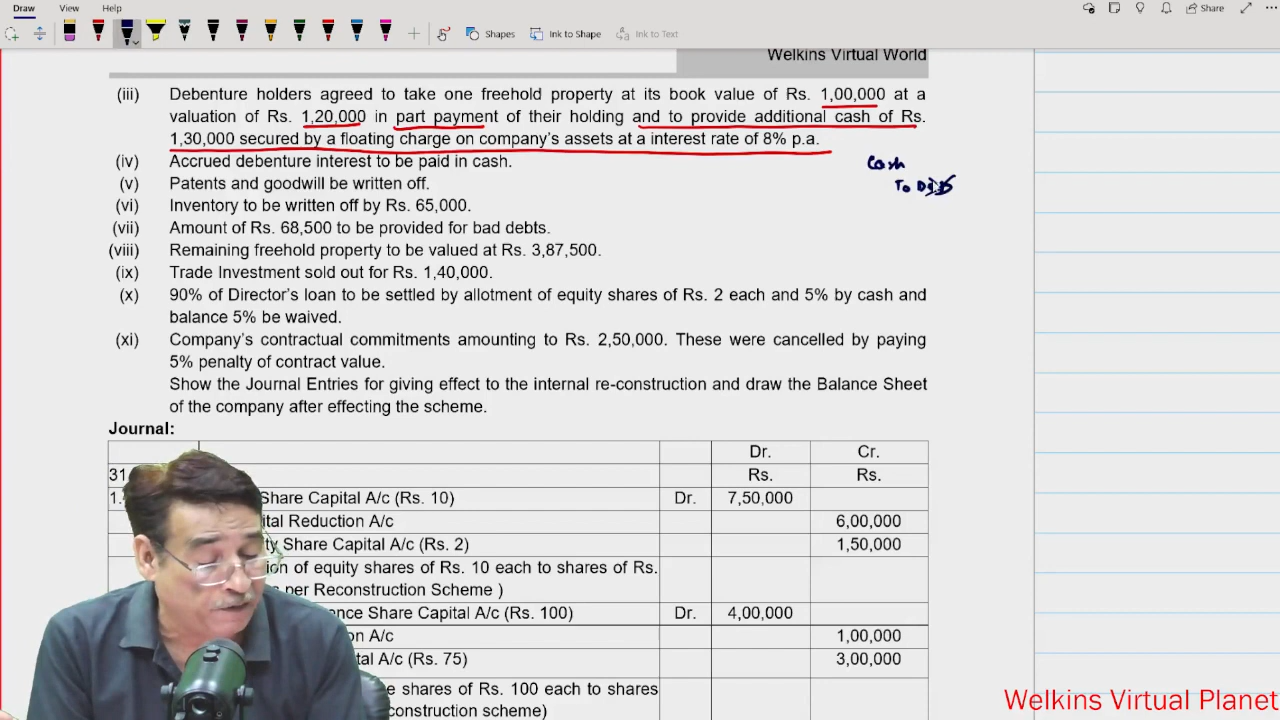 Draw View Help
Share
Shapes Ink to Shape Ink to Text
Welkins Virtual World
(iii) Debenture holders agreed to take one freehold property at its book value of Rs. 1,00,000 at a
valuation of Rs. 1,20,000 in part payment of their holding and to provide additional cash of Rs.
1,30,000 secured by a floating charge on company's assets at a interest rate of 8% p.a.
(iv) Accrued debenture interest to be paid in cash.
Cash
(v) Patents and goodwill be written off.
To
(vi) Inventory to be written off by Rs. 65,000.
(vii) Amount of Rs. 68,500 to be provided for bad debts.
(viii) Remaining freehold property to be valued at Rs. 3,87,500.
(ix) Trade Investment sold out for Rs. 1,40,000.
(x) 90% of Director's loan to be settled by allotment of equity shares of Rs. 2 each and 5% by cash and
balance 5% be waived.
(xi) Company's contractual commitments amounting to Rs. 2,50,000. These were cancelled by paying
5% penalty of contract value.
Show the Journal Entries for giving effect to the internal re-construction and draw the Balance Sheet
of the company after effecting the scheme.
Journal:
Dr. Cr.
31 Rs. Rs.
1. Share Capital A/c (Rs. 10) Dr. 7,50,000
ital Reduction A/c 6,00,000
ty Share Capital A/c (Rs. 2) 1,50,000
ion of equity shares of Rs. 10 each to shares of Rs.
s per Reconstruction Scheme )
ence Share Capital A/c (Rs. 100) Dr. 4,00,000
on A/c 1,00,000
tal A/c (Rs. 75) 3,00,000
e shares of Rs. 100 each to shares
construction scheme)
Welkins Virtual Planet